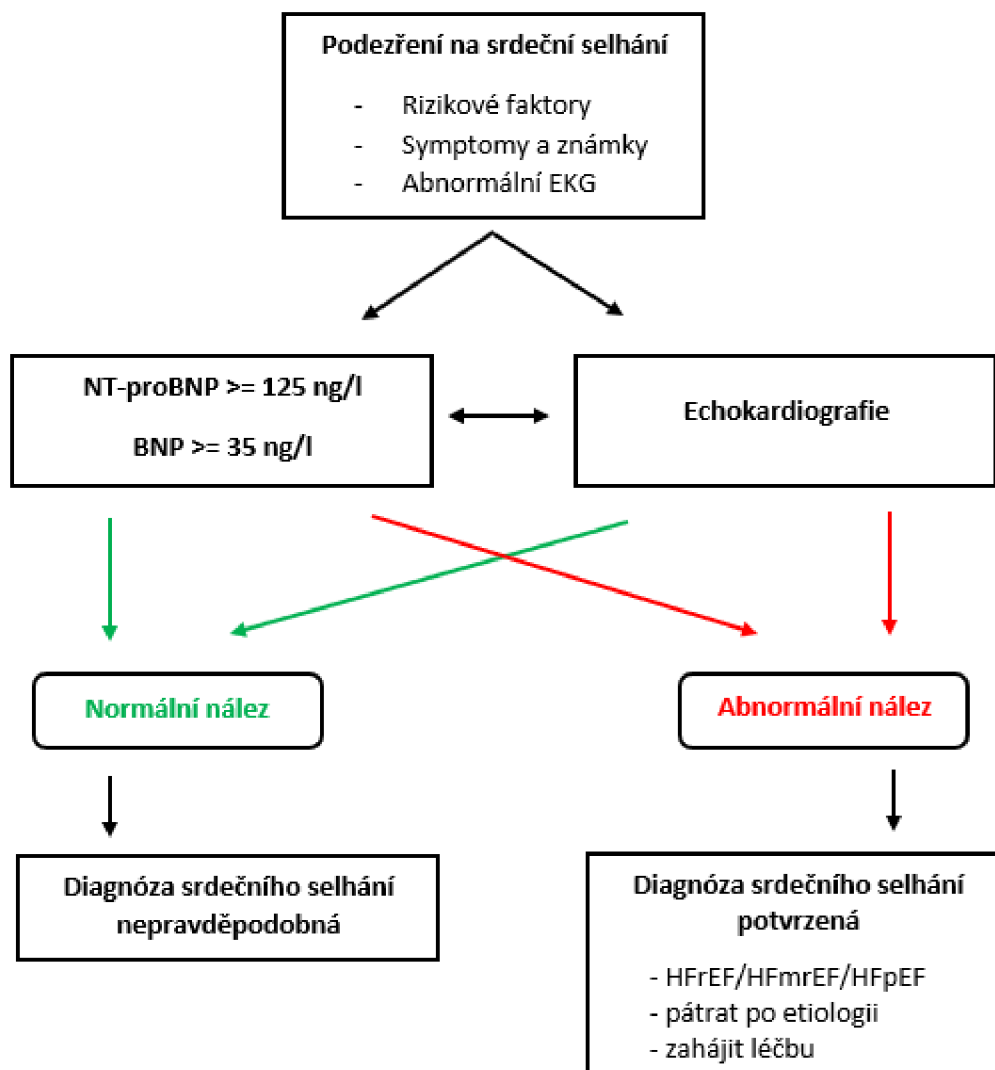 Podezření na srdeční selhání
- Rizikové faktory
- Symptomy a známky
- Abnormální EKG
NT-proBNP >= 125 ng/l
BNP >= 35 ng/l
Echokardiografie
Normální nález
Abnormální nález
Diagnóza srdečního selhání
nepravděpodobná
Diagnóza srdečního selhání
potvrzená
- HFrEF/HFmrEF/HFpEF
- pátrat po etiologii
- zahájit léčbu